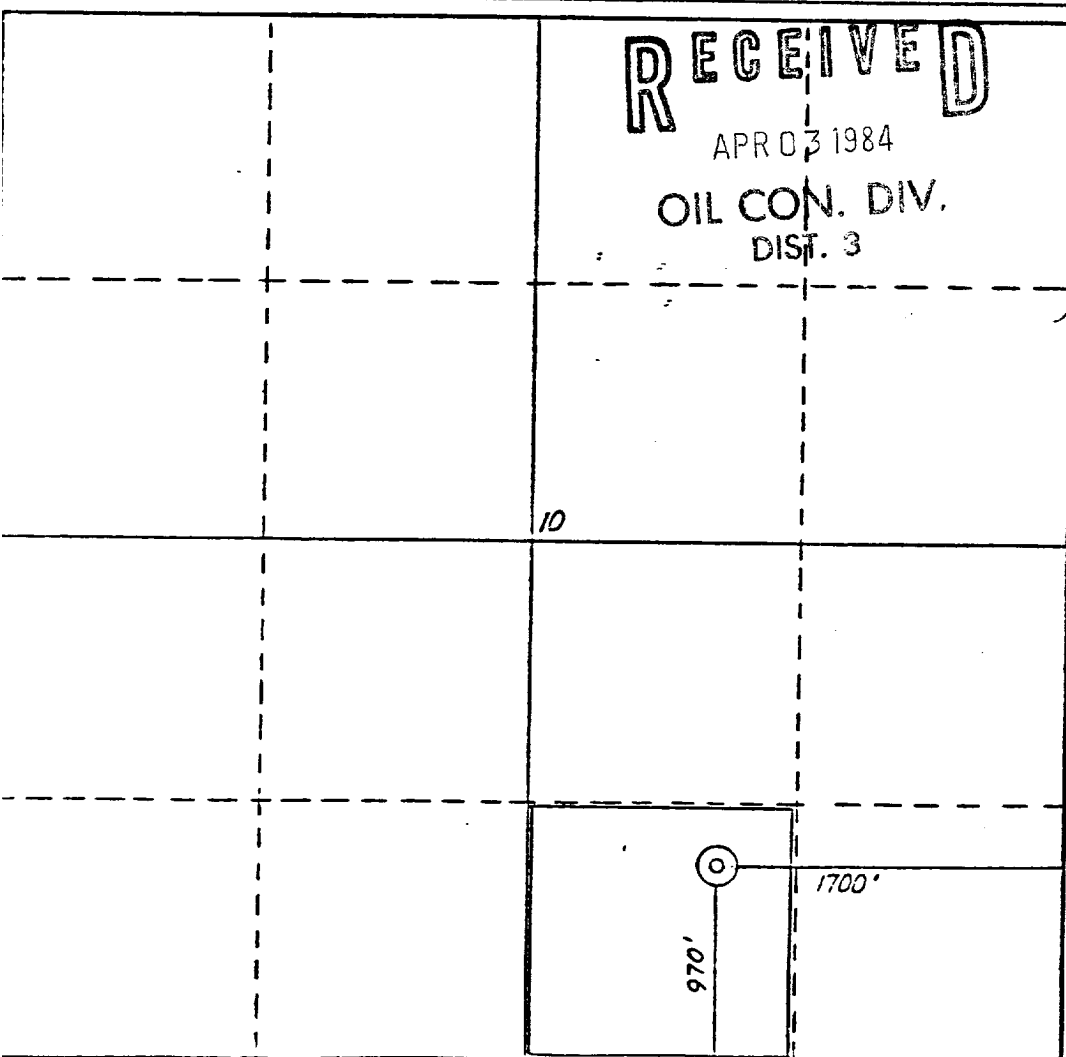 RECEIVED
APR 03 1984
OIL CON. DIV.
DIST. 3
10
1700'
970'